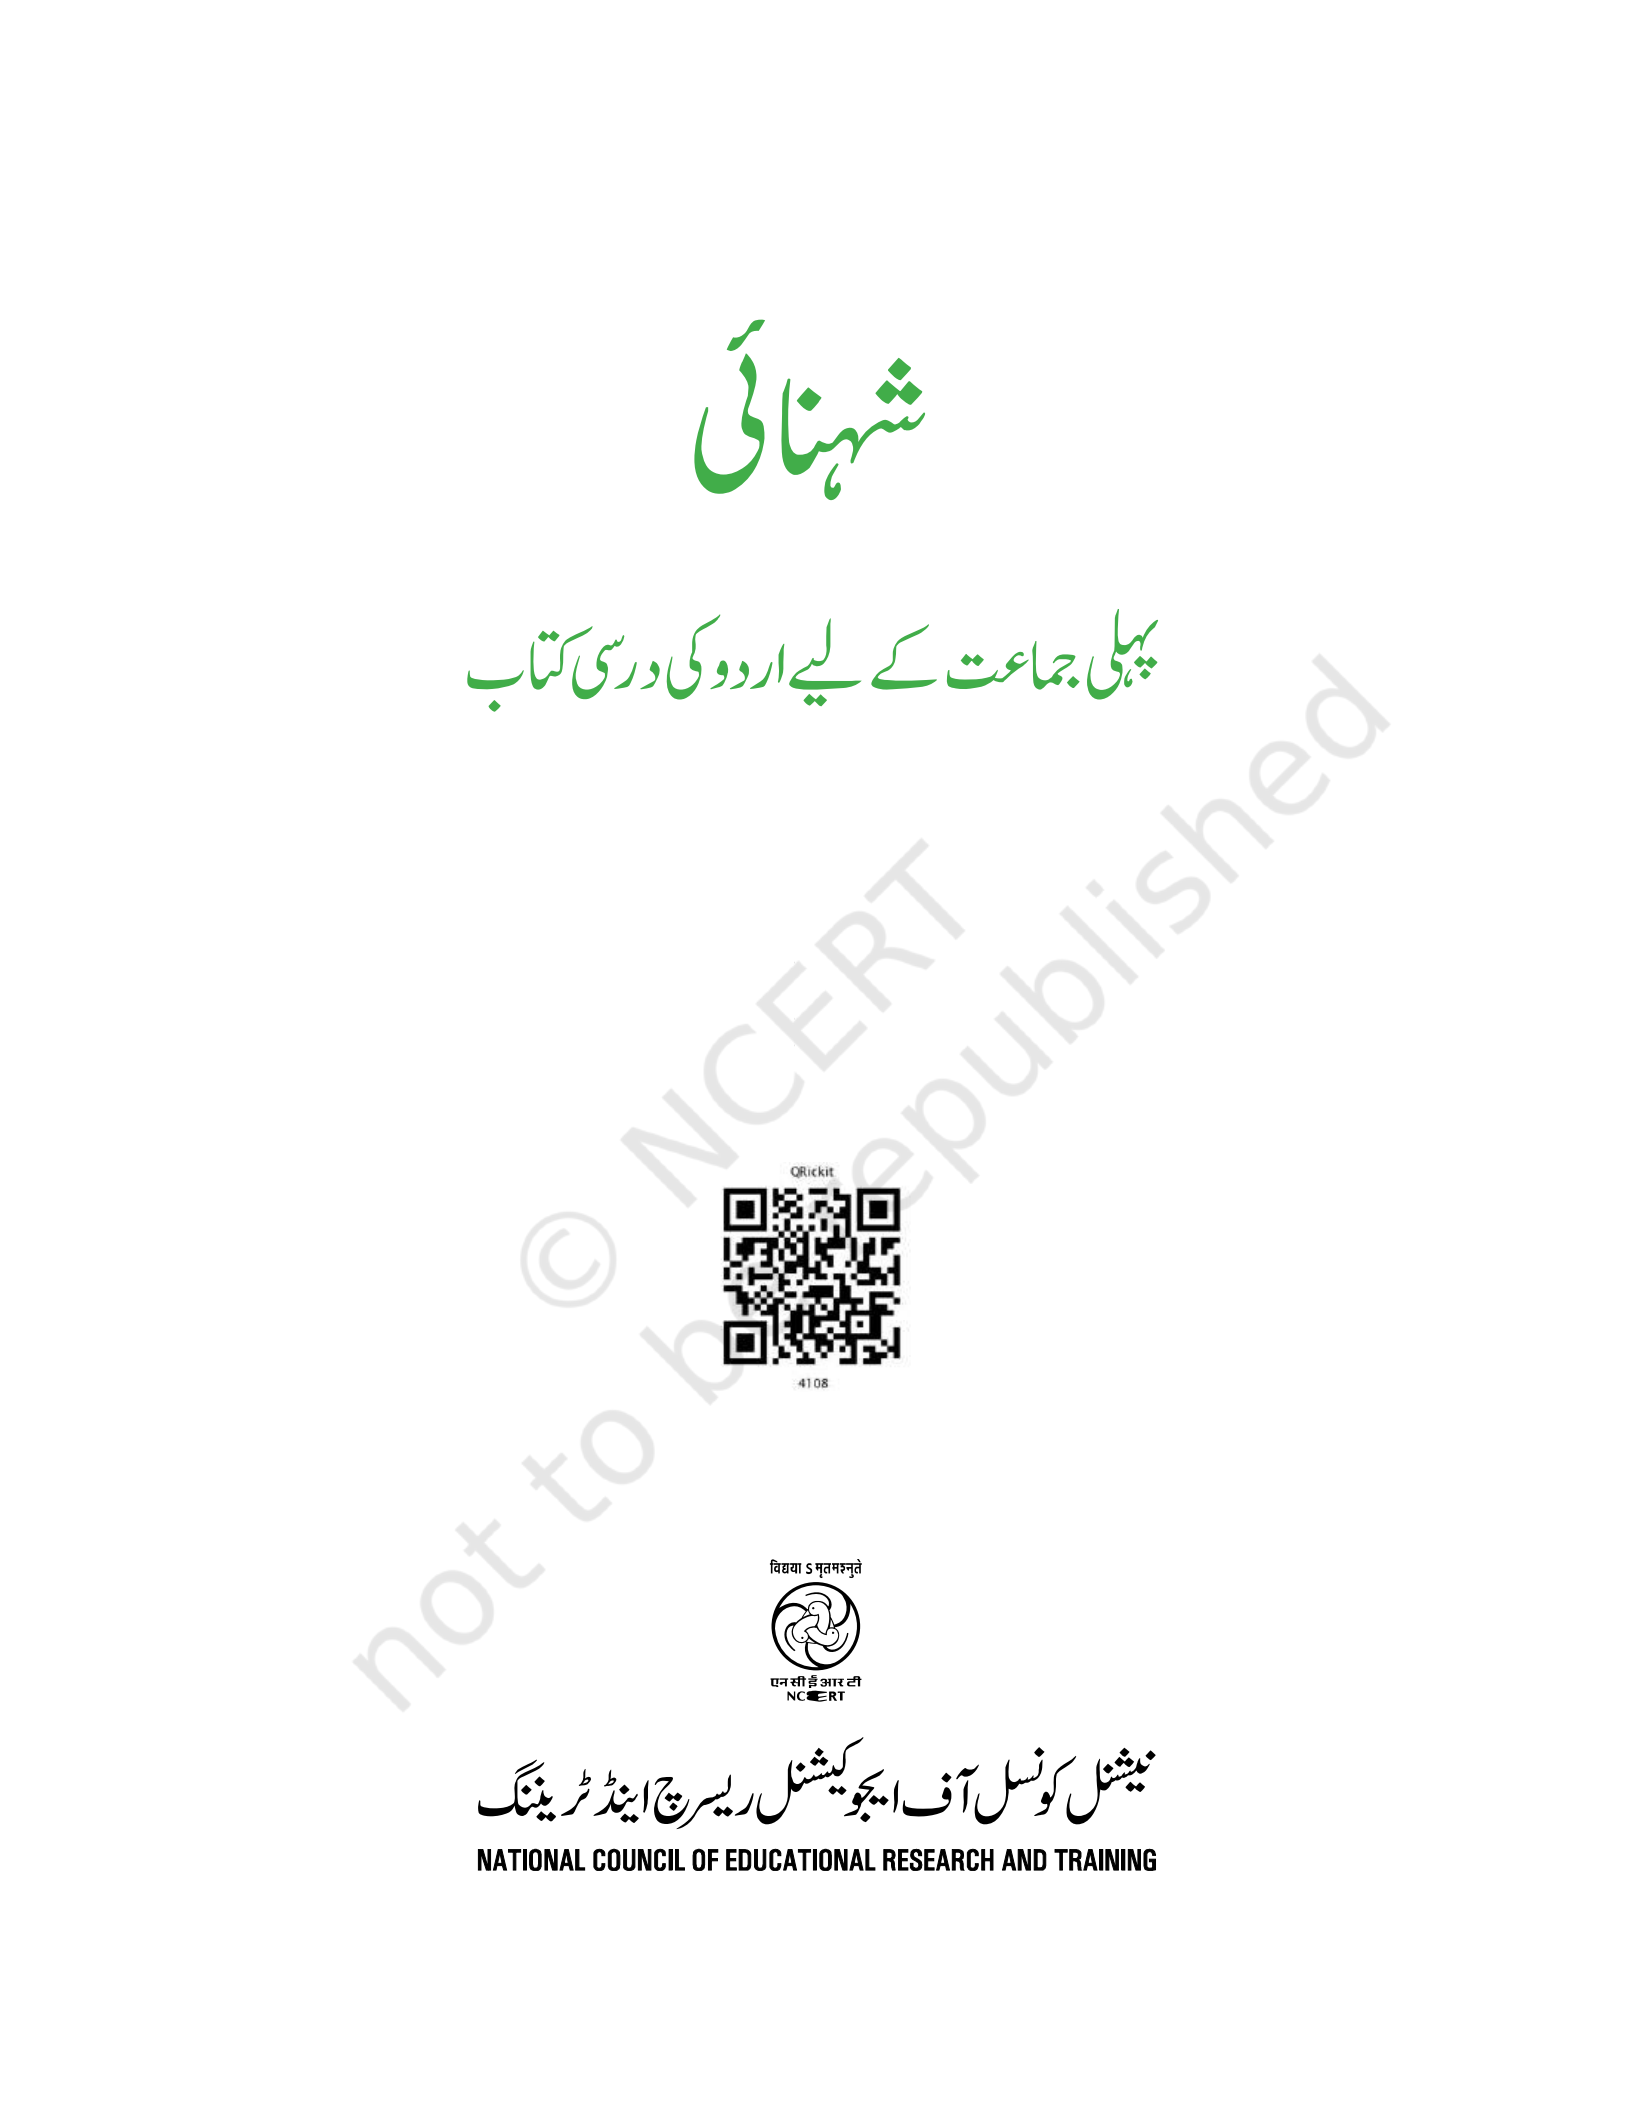 شہنائی
پہلی جماعت کے لیے اردو کی درسی کتاب
© NCERT
not to be republished
QRickit
4108
विद्यया ऽ मृतमश्नुते
एन सी ई आर टी
NCERT
نیشنل کونسل آف ایجوکیشنل ریسرچ اینڈ ٹریننگ
NATIONAL COUNCIL OF EDUCATIONAL RESEARCH AND TRAINING